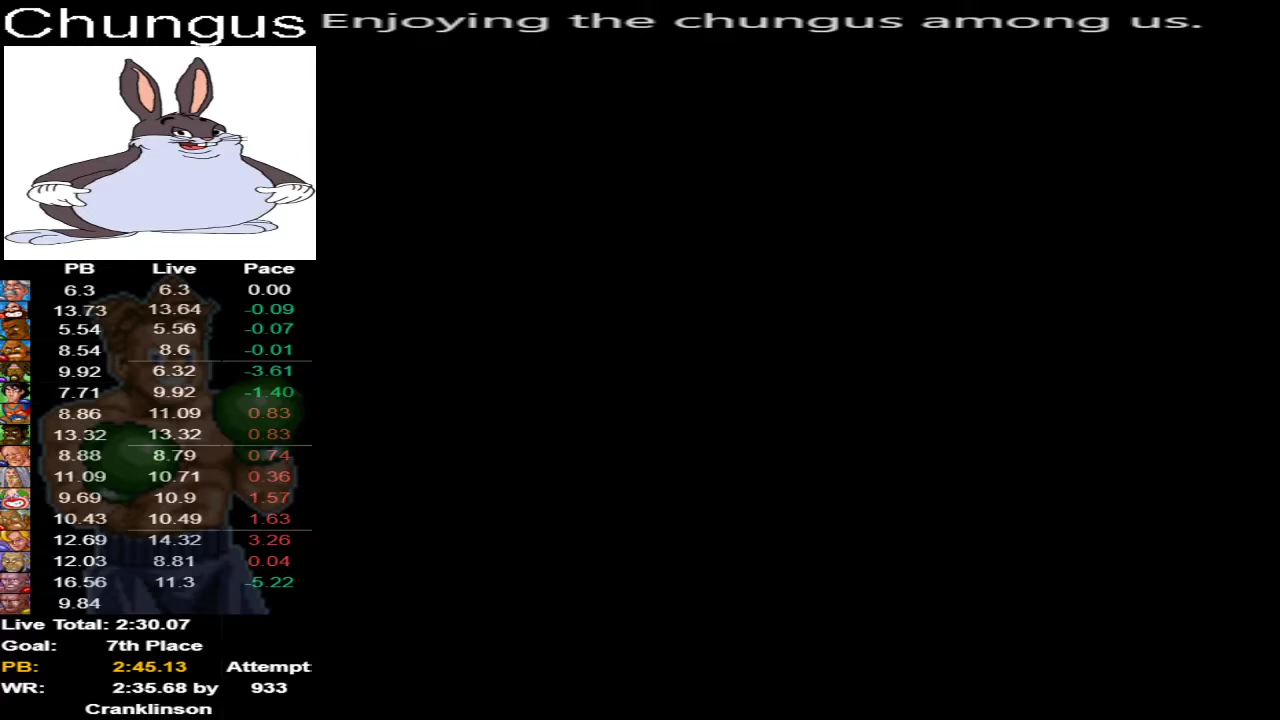 Chungus
Enjoying the chungus among us.
PB Live Pace
6.3 6.3 0.00
13.73 13.64 -0.09
5.54 5.56 -0.07
8.54 8.6 -0.01
9.92 6.32 -3.61
7.71 9.92 -1.40
8.86 11.09 0.83
13.32 13.32 0.83
8.88 8.79 0.74
11.09 10.71 0.36
9.69 10.9 1.57
10.43 10.49 1.63
12.69 14.32 3.26
12.03 8.81 0.04
16.56 11.3 -5.22
9.84
Live Total: 2:30.07
Goal: 7th Place
PB: 2:45.13 Attempt
WR: 2:35.68 by 933
Cranklinson